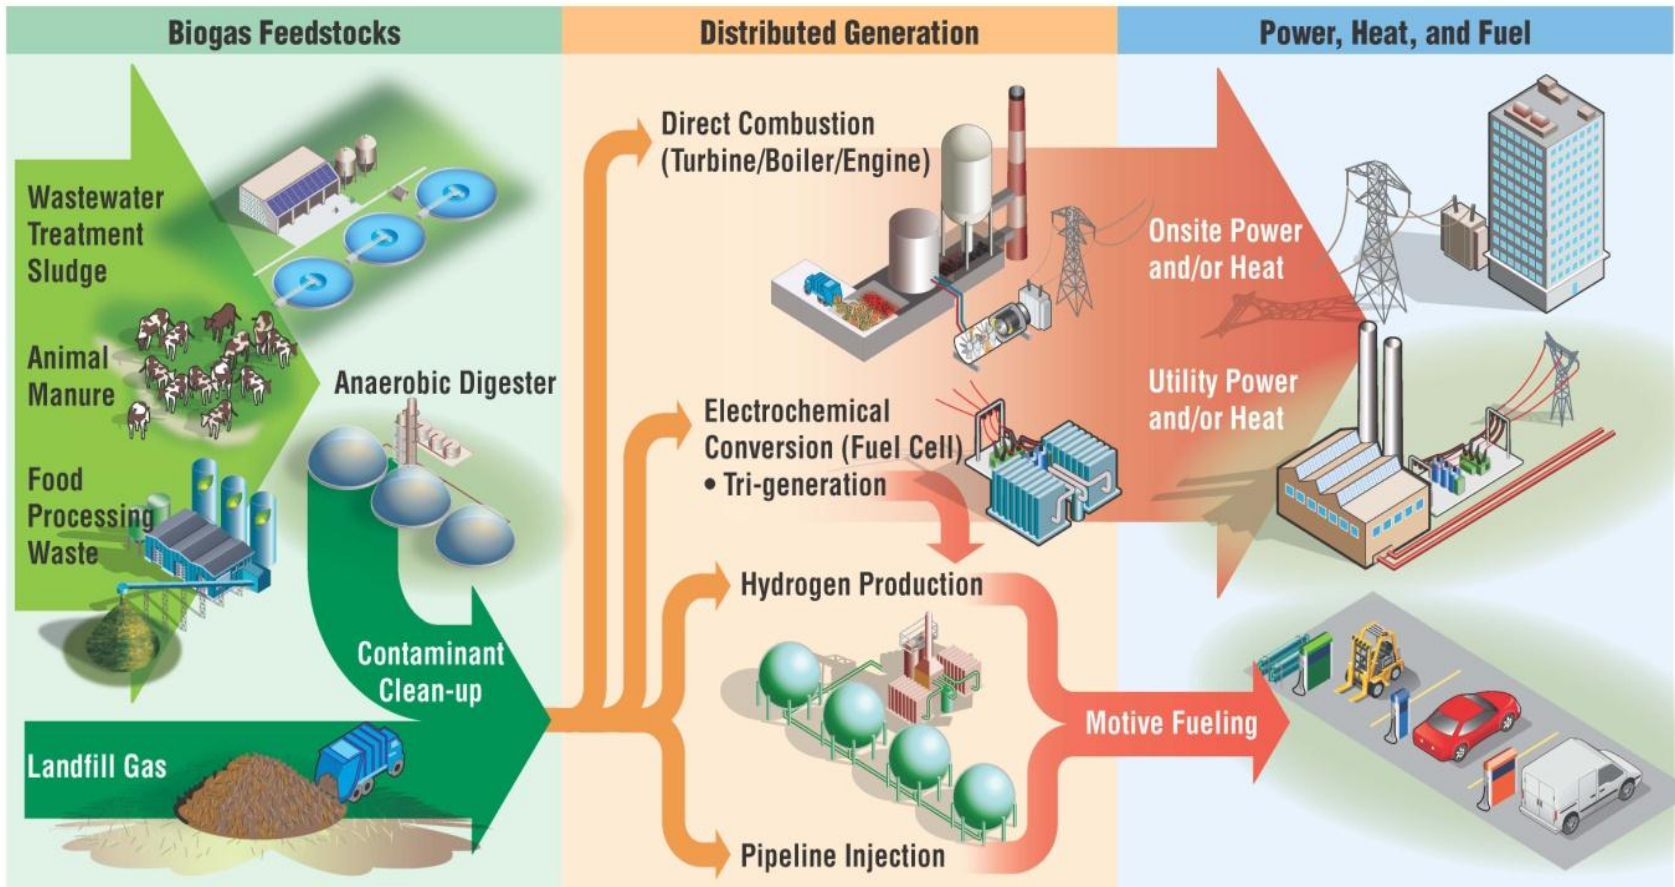 Biogas Feedstocks
Distributed Generation
Power, Heat, and Fuel
Wastewater
Treatment
Sludge
Animal
Manure
Food
Processing
Waste
Anaerobic Digester
Contaminant
Clean-up
Landfill Gas
Direct Combustion
(Turbine/Boiler/Engine)
Electrochemical
Conversion (Fuel Cell)
• Tri-generation
Hydrogen Production
Pipeline Injection
Onsite Power
and/or Heat
Utility Power
and/or Heat
Motive Fueling